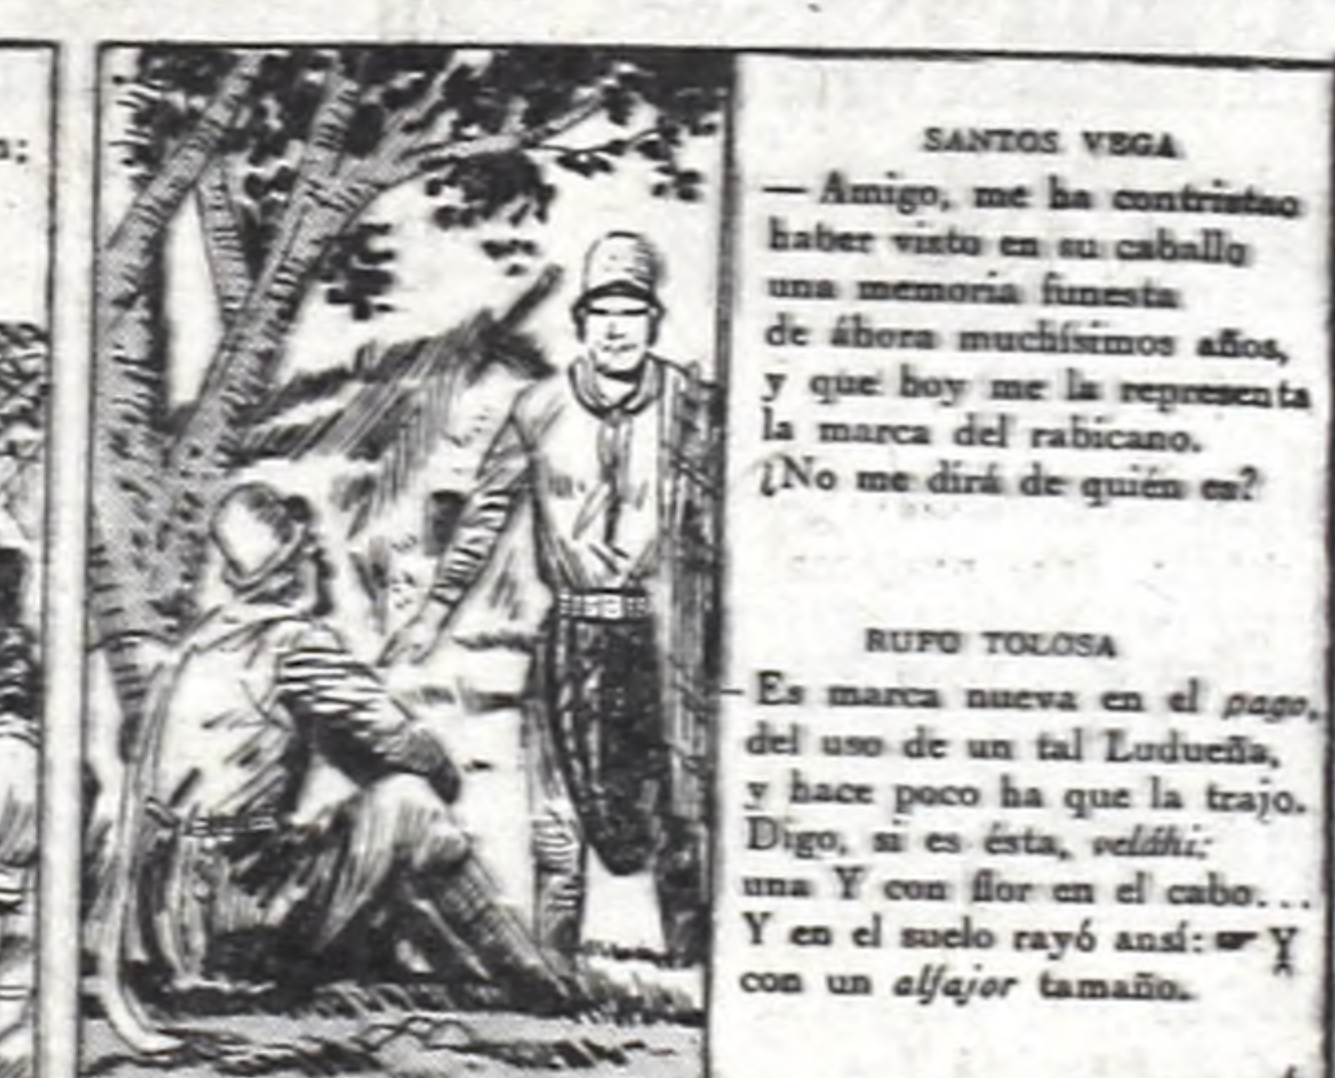 n:
SANTOS VEGA
— Amigo, me ha contristao
haber visto en su caballo
una memoria funesta
de áhora muchísimos años,
y que hoy me la representa
la marca del rabicano.
¿No me dirá de quién es?
RUFO TOLOSA
— Es marca nueva en el pago,
del uso de un tal Ludueña,
y hace poco ha que la trajo.
Digo, si es ésta, veláhi:
una Y con flor en el cabo...
Y en el suelo rayó ansí: ☛ Y
con un alfajor tamaño.